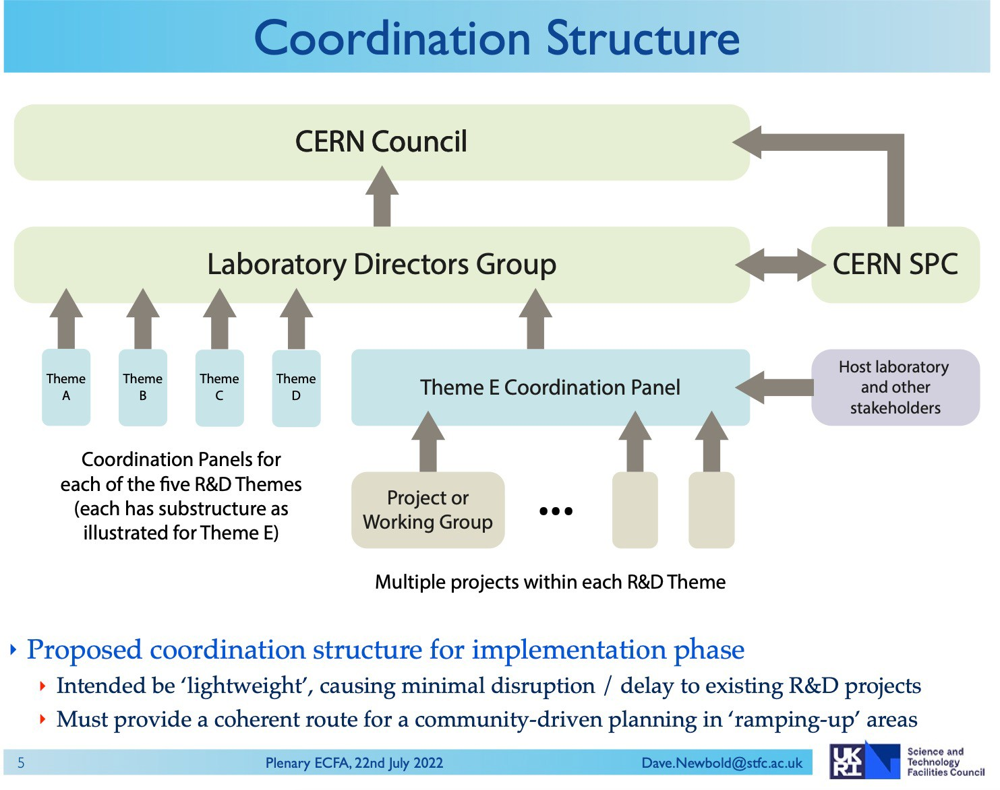 Coordination Structure
CERN Council
Laboratory Directors Group
CERN SPC
Theme
A
Theme
B
Theme
C
Theme
D
Theme E Coordination Panel
Host laboratory
and other
stakeholders
Coordination Panels for
each of the five R&D Themes
(each has substructure as
illustrated for Theme E)
Project or
Working Group
...
Multiple projects within each R&D Theme
‣ Proposed coordination structure for implementation phase
‣ Intended be ‘lightweight’, causing minimal disruption / delay to existing R&D projects
‣ Must provide a coherent route for a community-driven planning in ‘ramping-up’ areas
5
Plenary ECFA, 22nd July 2022
Dave.Newbold@stfc.ac.uk
UK
RI
Science and
Technology
Facilities Council